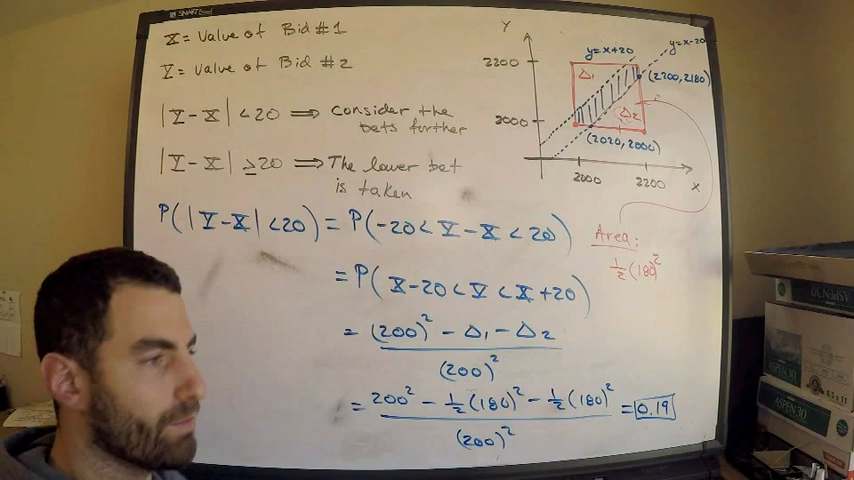 SMART
X = Value of Bid #1
Y = Value of Bid #2
|Y-X| < 20 ⟹ Consider the
bets further
|Y-X| ≥ 20 ⟹ The lower bet
is taken
P(|Y-X| < 20) = P(-20 < Y-X < 20)
= P(X-20 < Y < X+20)
= (200)² - Δ₁ - Δ₂
(200)²
= 200² - ½(180)² - ½(180)² = 0.19
(200)²
Y
y=x+20
y=x-20
2200
Δ₁
(2200, 2180)
2000
Δ₂
(2020, 2000)
2000
2200
X
Area:
½(180)²
ASPEN 30